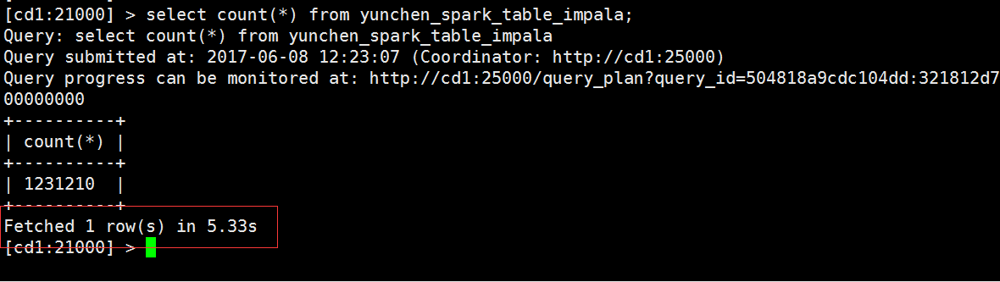 [cd1:21000] > select count(*) from yunchen_spark_table_impala;
Query: select count(*) from yunchen_spark_table_impala
Query submitted at: 2017-06-08 12:23:07 (Coordinator: http://cd1:25000)
Query progress can be monitored at: http://cd1:25000/query_plan?query_id=504818a9cdc104dd:321812d7
00000000
+----------+
| count(*) |
+----------+
| 1231210  |
+----------+
Fetched 1 row(s) in 5.33s
[cd1:21000] >